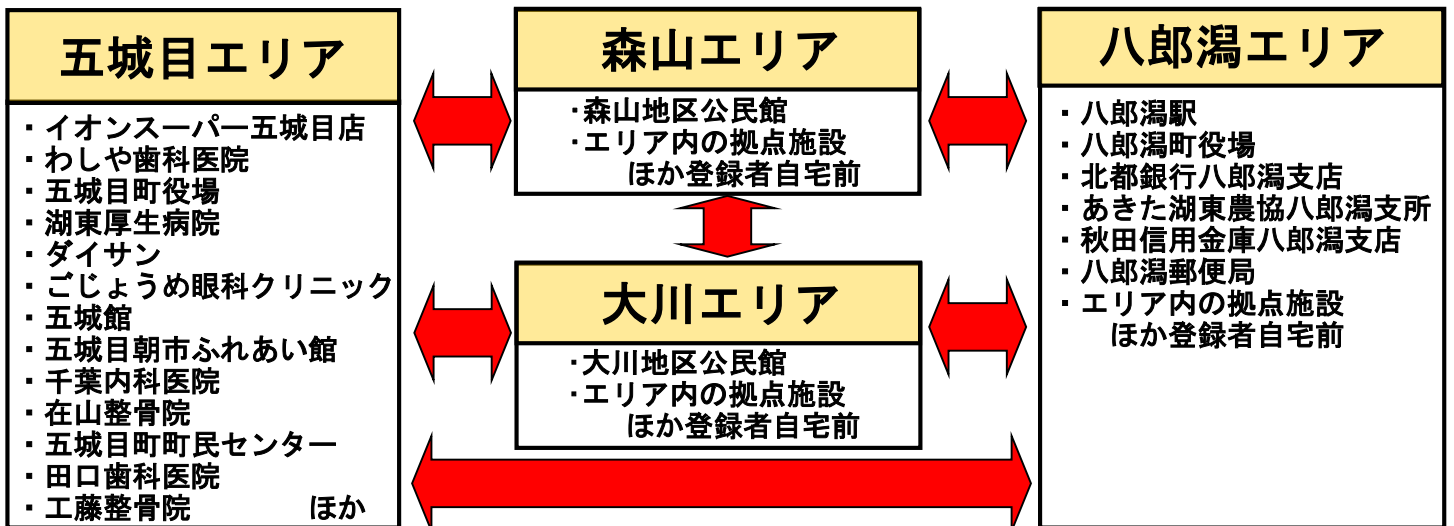 五城目エリア
・イオンスーパー五城目店
・わしや歯科医院
・五城目町役場
・湖東厚生病院
・ダイサン
・ごじょうめ眼科クリニック
・五城館
・五城目朝市ふれあい館
・千葉内科医院
・在山整骨院
・五城目町町民センター
・田口歯科医院
・工藤整骨院　ほか
森山エリア
・森山地区公民館
・エリア内の拠点施設
ほか登録者自宅前
大川エリア
・大川地区公民館
・エリア内の拠点施設
ほか登録者自宅前
八郎潟エリア
・八郎潟駅
・八郎潟町役場
・北都銀行八郎潟支店
・あきた湖東農協八郎潟支所
・秋田信用金庫八郎潟支店
・八郎潟郵便局
・エリア内の拠点施設
ほか登録者自宅前